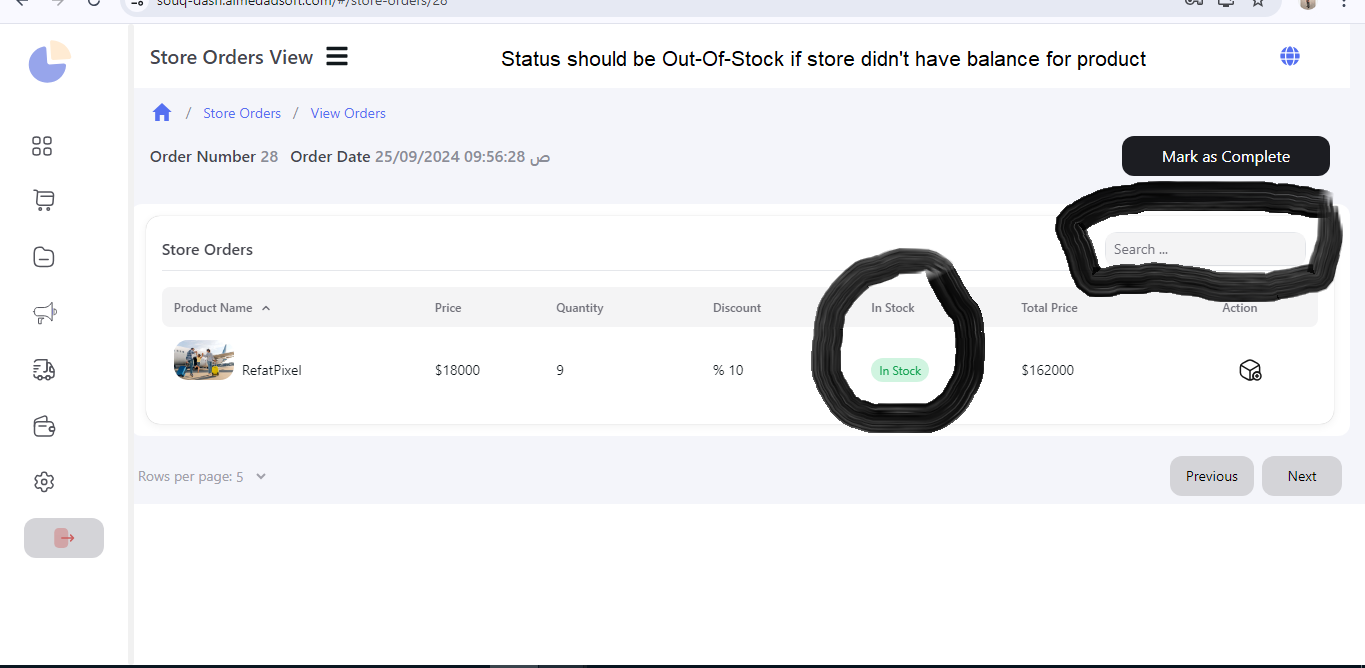 souq-dash.almedadsoft.com/#/store-orders/28
Store Orders View
Status should be Out-Of-Stock if store didn't have balance for product
/ Store Orders / View Orders
Order Number 28 Order Date 25/09/2024 09:56:28 ص
Mark as Complete
Store Orders
Search ...
Product Name Price Quantity Discount In Stock Total Price Action
RefatPixel $18000 9 % 10 In Stock $162000
Rows per page: 5
Previous Next